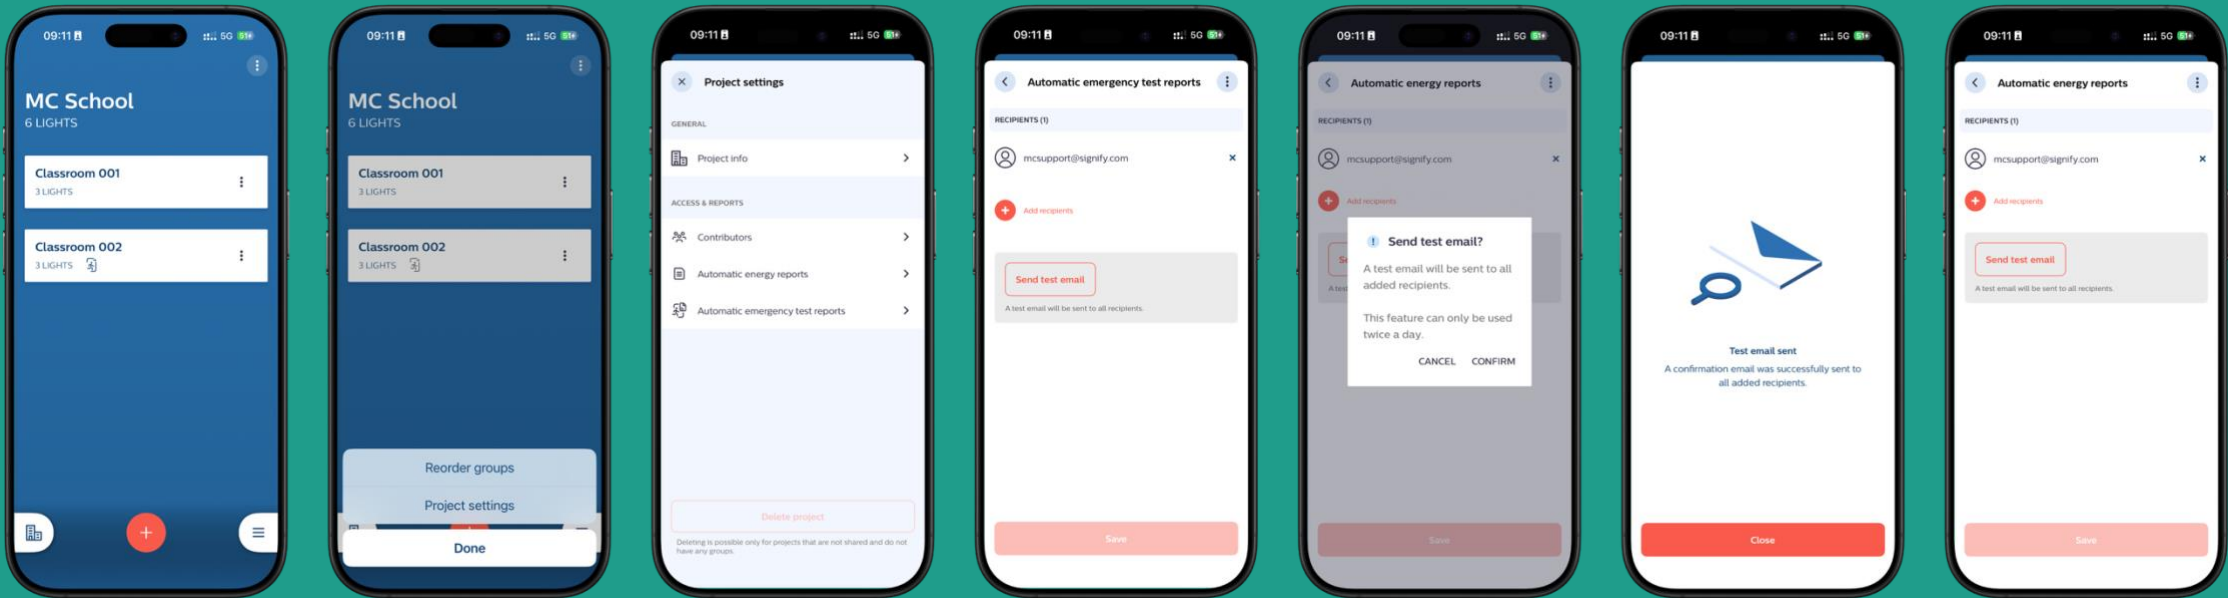 09:11
5G 51+
MC School
6 LIGHTS
Classroom 001
3 LIGHTS
Classroom 002
3 LIGHTS
09:11
5G 51+
MC School
6 LIGHTS
Classroom 001
3 LIGHTS
Classroom 002
3 LIGHTS
Reorder groups
Project settings
Done
09:11
5G 51+
Project settings
GENERAL
Project info
ACCESS & REPORTS
Contributors
Automatic energy reports
Automatic emergency test reports
Delete project
Deleting is possible only for projects that are not shared and do not
have any groups.
09:11
5G 51+
Automatic emergency test reports
RECIPIENTS (1)
mcsupport@signify.com
Add recipients
Send test email
A test email will be sent to all recipients.
Save
09:11
5G 51+
Automatic energy reports
RECIPIENTS (1)
mcsupport@signify.com
Add recipients
Send test email?
A test email will be sent to all
added recipients.
This feature can only be used
twice a day.
CANCEL CONFIRM
Save
09:11
5G 51+
Test email sent
A confirmation email was successfully sent to
all added recipients.
Close
09:11
5G 51+
Automatic energy reports
RECIPIENTS (1)
mcsupport@signify.com
Add recipients
Send test email
A test email will be sent to all recipients.
Save